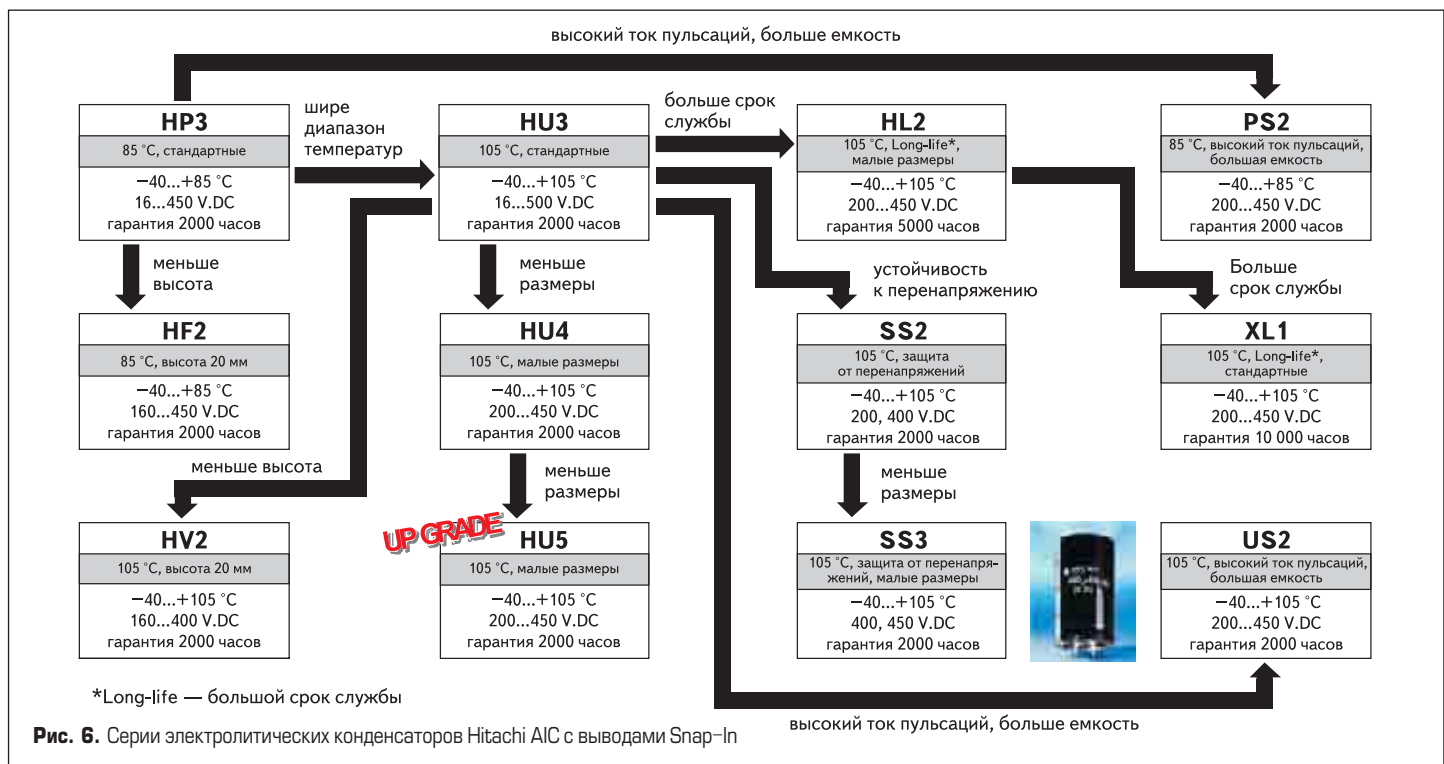 высокий ток пульсаций, больше емкость
HP3
85 °C, стандартные
−40...+85 °C
16...450 V.DC
гарантия 2000 часов
шире
диапазон
температур
HU3
105 °C, стандартные
−40...+105 °C
16...500 V.DC
гарантия 2000 часов
больше срок
службы
HL2
105 °C, Long-life*,
малые размеры
−40...+105 °C
200...450 V.DC
гарантия 5000 часов
PS2
85 °C, высокий ток пульсаций,
большая емкость
−40...+85 °C
200...450 V.DC
гарантия 2000 часов
меньше
высота
меньше
размеры
устойчивость
к перенапряжению
Больше
срок службы
HF2
85 °C, высота 20 мм
−40...+85 °C
160...450 V.DC
гарантия 2000 часов
HU4
105 °C, малые размеры
−40...+105 °C
200...450 V.DC
гарантия 2000 часов
SS2
105 °C, защита
от перенапряжений
−40...+105 °C
200, 400 V.DC
гарантия 2000 часов
XL1
105 °C, Long-life*,
стандартные
−40...+105 °C
200...450 V.DC
гарантия 10 000 часов
меньше высота
меньше
размеры
меньше
размеры
HV2
105 °C, высота 20 мм
−40...+105 °C
160...400 V.DC
гарантия 2000 часов
UP GRADE
HU5
105 °C, малые размеры
−40...+105 °C
200...450 V.DC
гарантия 2000 часов
SS3
105 °C, защита от перенапря-
жений, малые размеры
−40...+105 °C
400, 450 V.DC
гарантия 2000 часов
US2
105 °C, высокий ток пульсаций,
большая емкость
−40...+105 °C
200...450 V.DC
гарантия 2000 часов
*Long-life — большой срок службы
высокий ток пульсаций, больше емкость
Рис. 6. Серии электролитических конденсаторов Hitachi AIC с выводами Snap-In